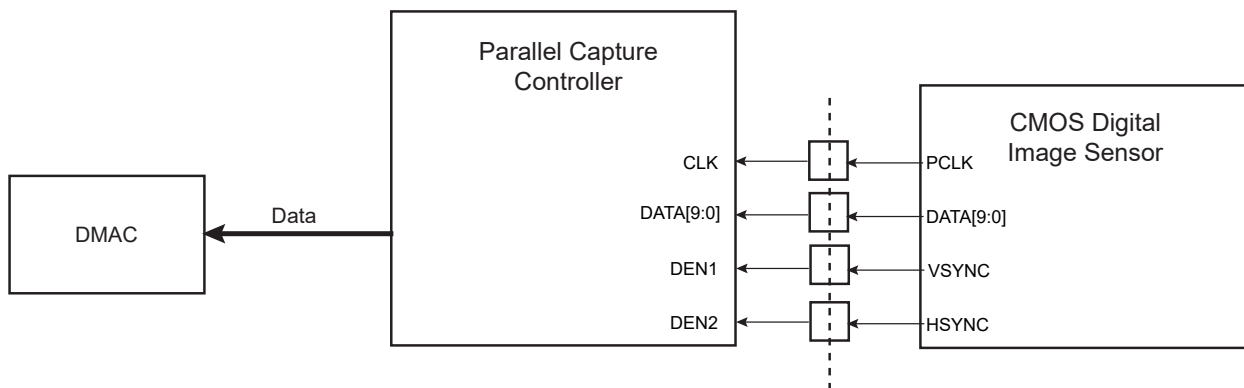 Parallel Capture
Controller
CMOS Digital
Image Sensor
CLK
PCLK
DATA[9:0]
DATA[9:0]
Data
DMAC
DEN1
VSYNC
DEN2
HSYNC